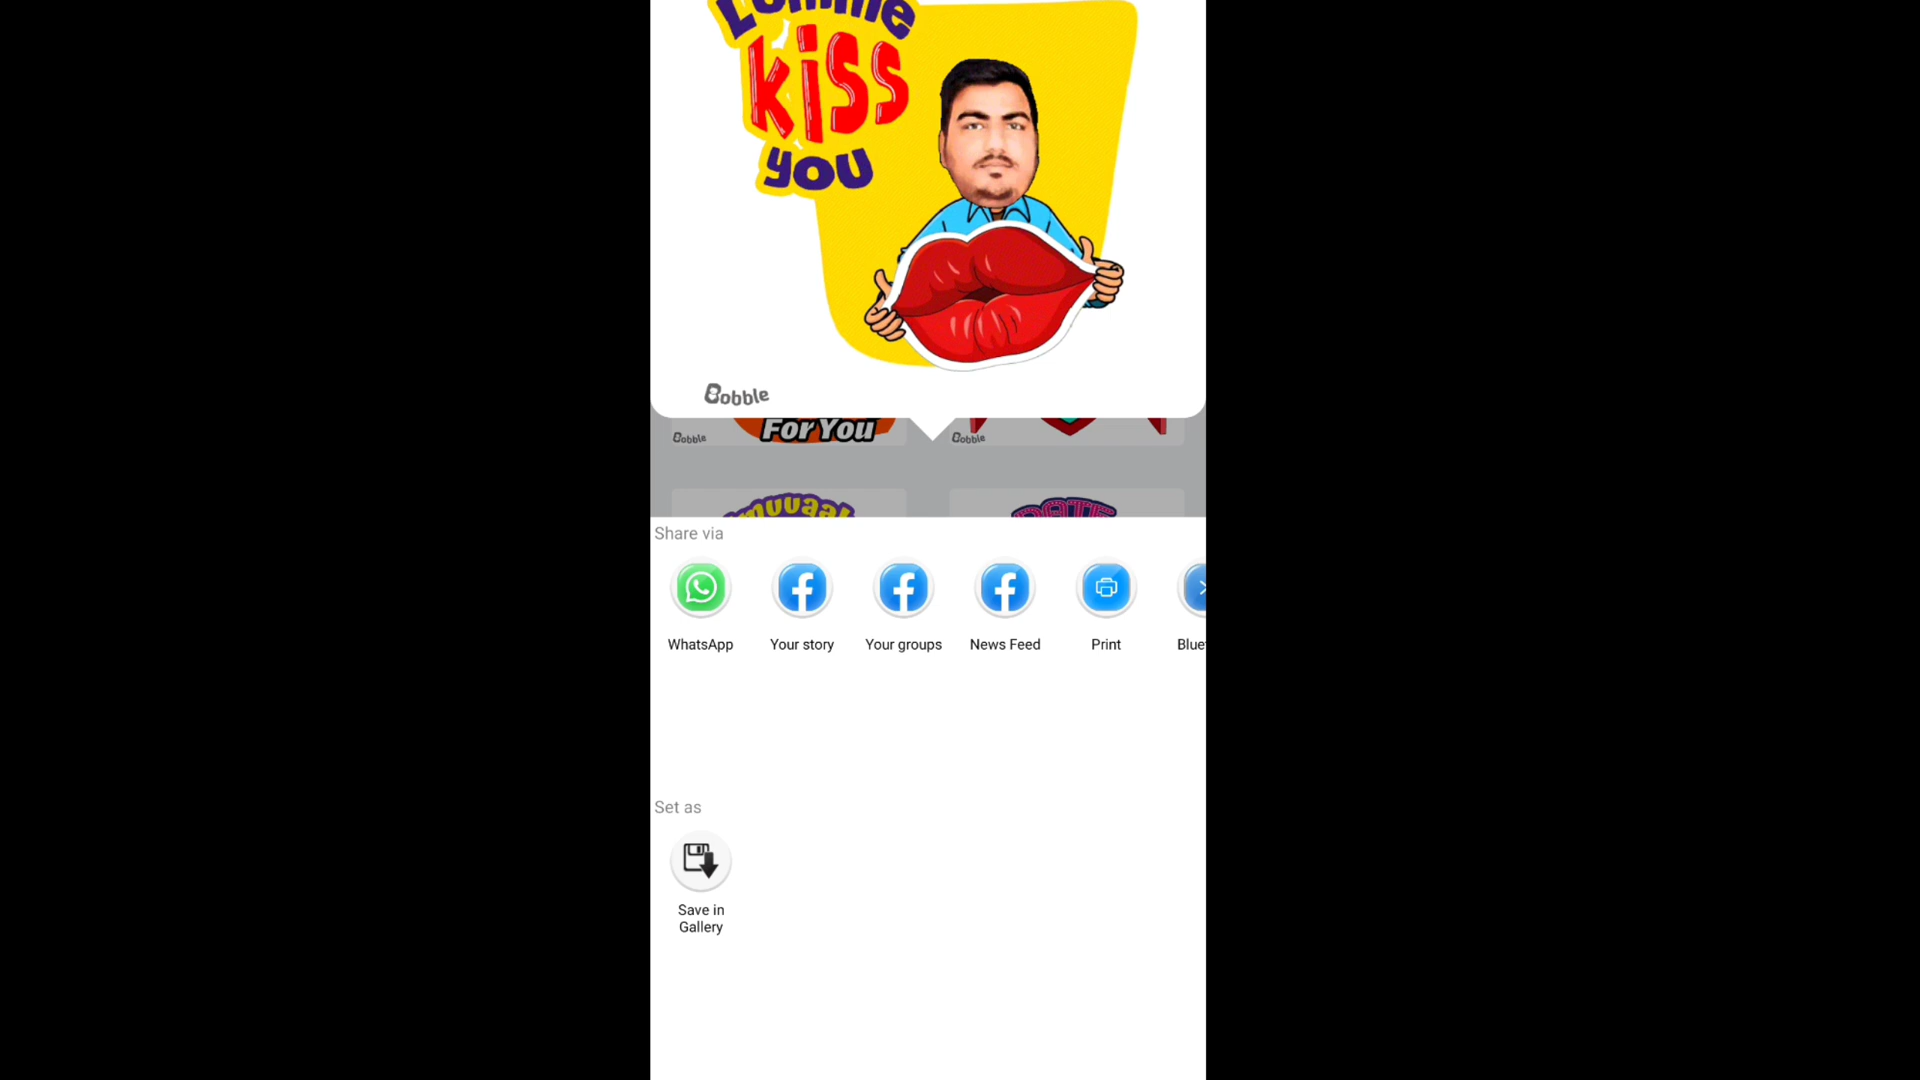 Lemme
kiss
you
Bobble
For You
Bobble
Bobble
Share via
WhatsApp
Your story
Your groups
News Feed
Print
Set as
Save in
Gallery